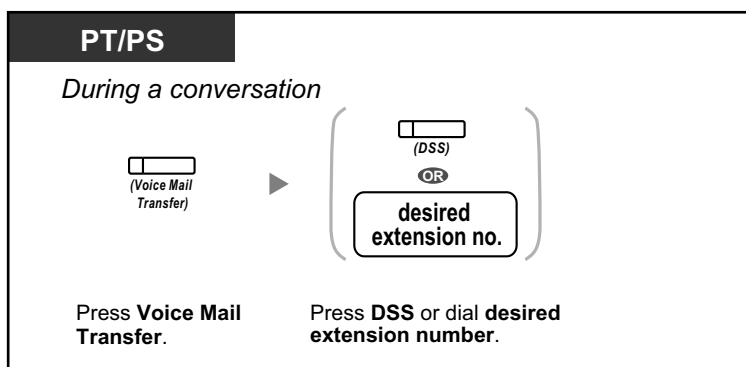 PT/PS
During a conversation
(Voice Mail
Transfer)
(DSS)
OR
desired
extension no.
Press Voice Mail
Transfer.
Press DSS or dial desired
extension number.